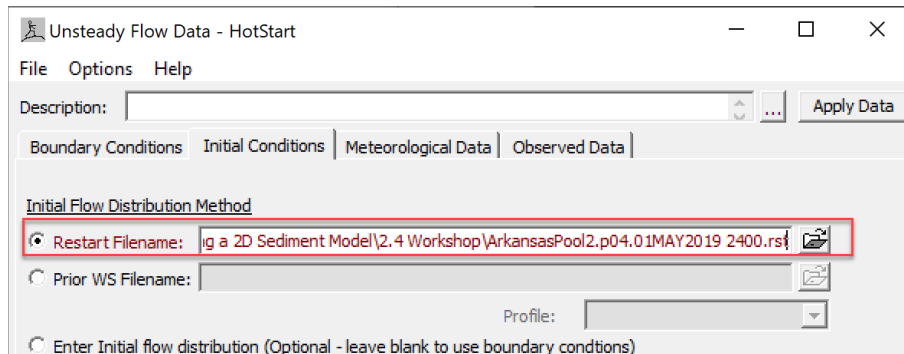 Unsteady Flow Data - HotStart
File Options Help
Description: ... Apply Data
Boundary Conditions Initial Conditions Meteorological Data Observed Data
Initial Flow Distribution Method
Restart Filename: g a 2D Sediment Model\2.4 Workshop\ArkansasPool2.p04.01MAY2019 2400.rst
Prior WS Filename:
Profile:
Enter Initial flow distribution (Optional - leave blank to use boundary condtions)